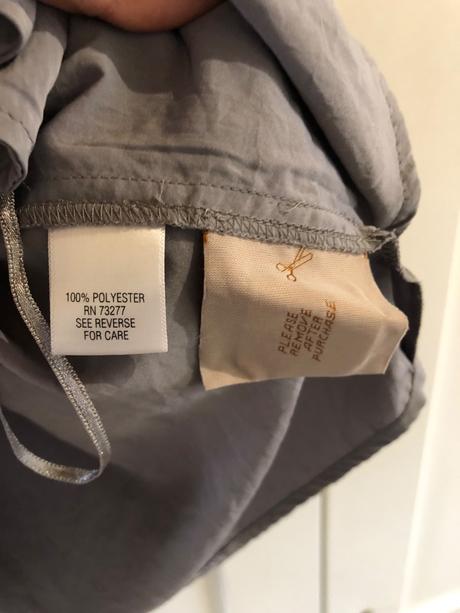 100% POLYESTER
RN 73277
SEE REVERSE
FOR CARE
PLEASE
REMOVE
AFTER
PURCHASE